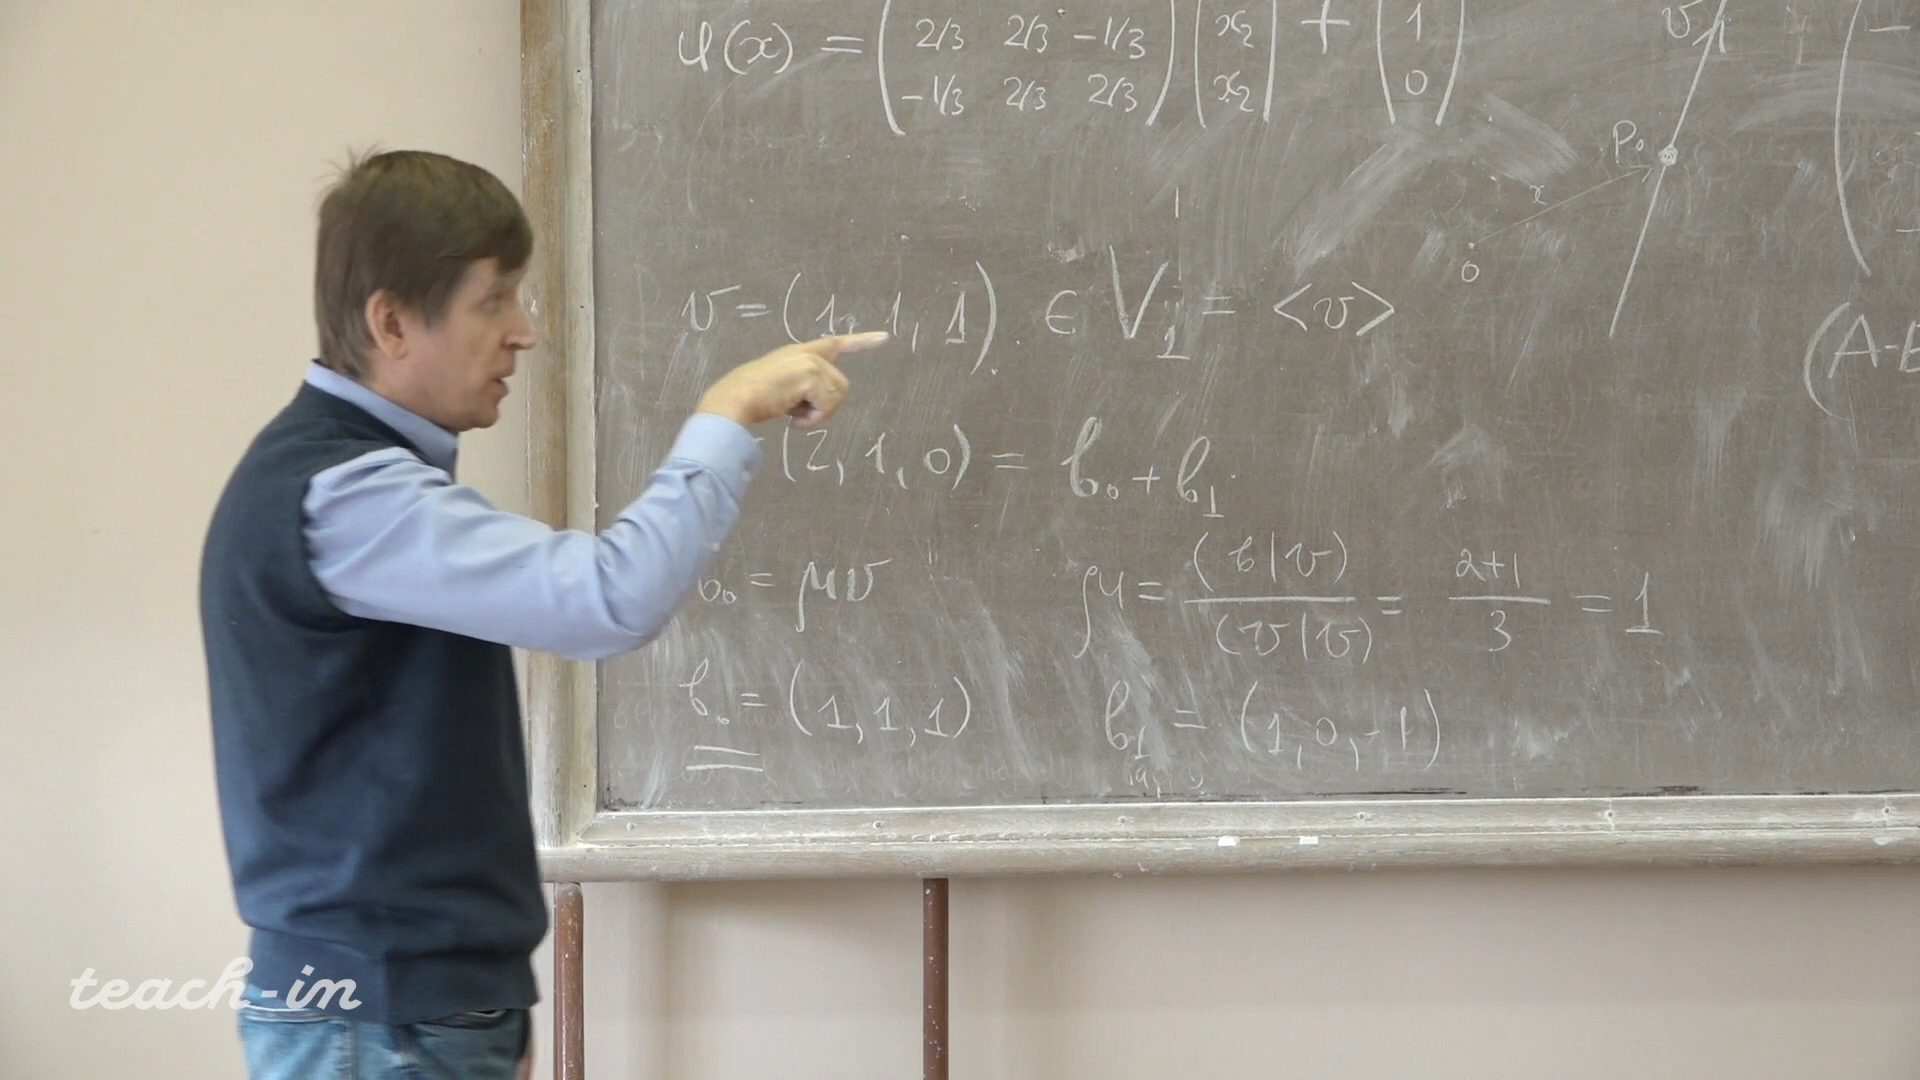 φ(x) = ( 2/3 2/3 -1/3 ) ( x₂ ) + ( 1 )
( -1/3 2/3 2/3 ) ( x₂ ) ( 0 )
v
P₀
x
0
v = (1, 1, 1) ∈ V₁ = <v>
(A-E
= (2, 1, 0) = b₀ + b₁
b₀ = μv μ = (b|v)/(v|v) = 2+1/3 = 1
b₀ = (1, 1, 1) b₁ = (1, 0, -1)
teach-in